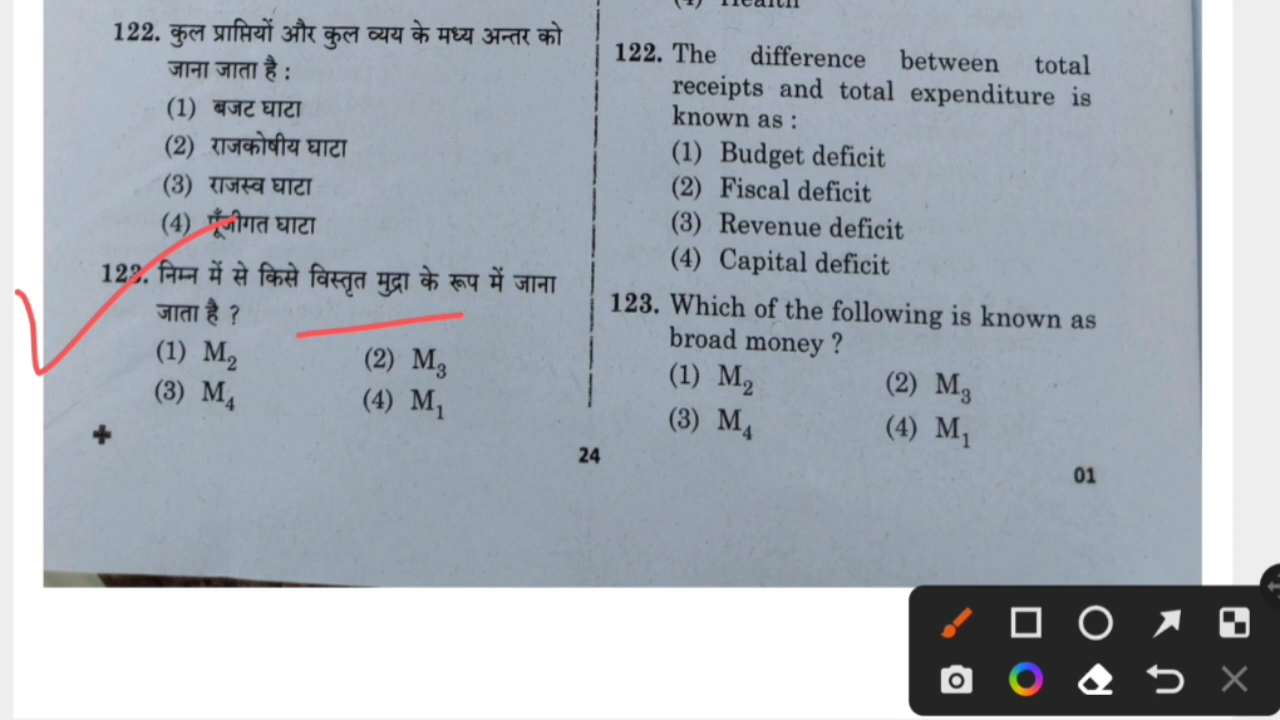 122. कुल प्राप्तियों और कुल व्यय के मध्य अन्तर को
जाना जाता है :
(1) बजट घाटा
(2) राजकोषीय घाटा
(3) राजस्व घाटा
(4) पूँजीगत घाटा
123. निम्न में से किसे विस्तृत मुद्रा के रूप में जाना
जाता है ?
(1) M₂ (2) M₃
(3) M₄ (4) M₁
(4) Health
122. The difference between total
receipts and total expenditure is
known as :
(1) Budget deficit
(2) Fiscal deficit
(3) Revenue deficit
(4) Capital deficit
123. Which of the following is known as
broad money ?
(1) M₂ (2) M₃
(3) M₄ (4) M₁
24
01